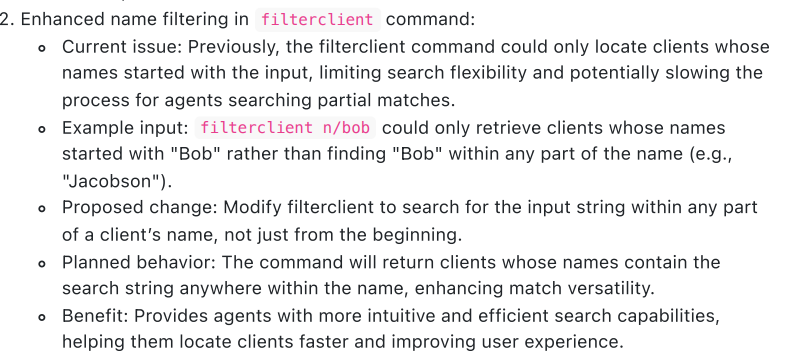 2. Enhanced name filtering in filterclient command:
Current issue: Previously, the filterclient command could only locate clients whose
names started with the input, limiting search flexibility and potentially slowing the
process for agents searching partial matches.
Example input: filterclient n/bob could only retrieve clients whose names
started with "Bob" rather than finding "Bob" within any part of the name (e.g.,
"Jacobson").
Proposed change: Modify filterclient to search for the input string within any part
of a client’s name, not just from the beginning.
Planned behavior: The command will return clients whose names contain the
search string anywhere within the name, enhancing match versatility.
Benefit: Provides agents with more intuitive and efficient search capabilities,
helping them locate clients faster and improving user experience.